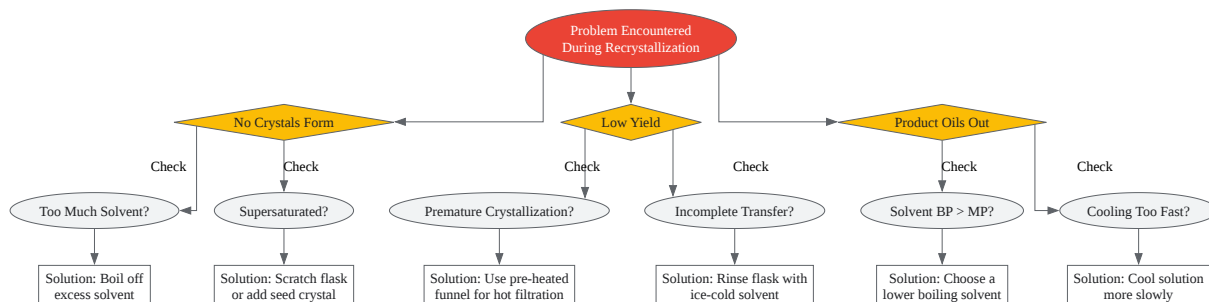 Problem Encountered
During Recrystallization
No Crystals Form
Low Yield
Product Oils Out
Check
Check
Check
Check
Check
Check
Too Much Solvent?
Supersaturated?
Premature Crystallization?
Incomplete Transfer?
Solvent BP > MP?
Cooling Too Fast?
Solution: Boil off
excess solvent
Solution: Scratch flask
or add seed crystal
Solution: Use pre-heated
funnel for hot filtration
Solution: Rinse flask with
ice-cold solvent
Solution: Choose a
lower boiling solvent
Solution: Cool solution
more slowly